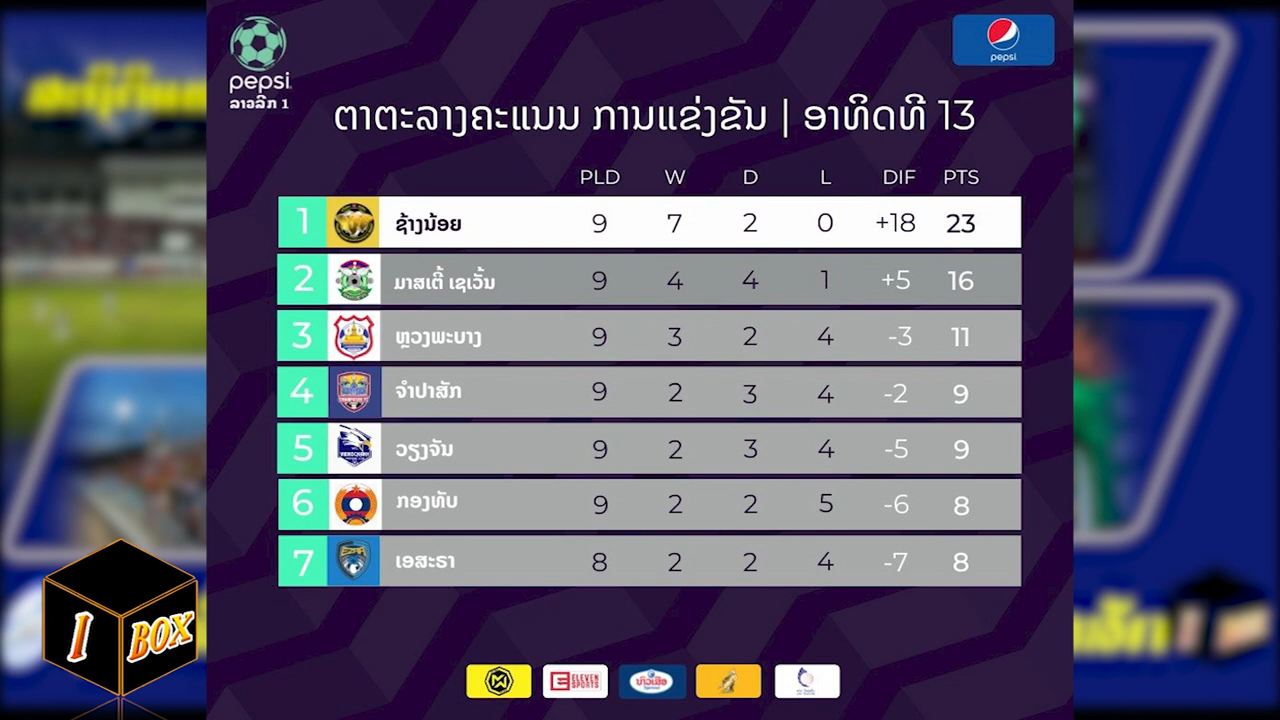 pepsi
ລາວລີກ 1
pepsi
ຕາຕະລາງຄະແນນ ການແຂ່ງຂັນ | ອາທິດທີ 13
PLD W D L DIF PTS
1 ຊ້າງນ້ອຍ 9 7 2 0 +18 23
2 ມາສເຕີ້ ເຊເວັ້ນ 9 4 4 1 +5 16
3 ຫຼວງພະບາງ 9 3 2 4 -3 11
4 ຈຳປາສັກ 9 2 3 4 -2 9
5 ວຽງຈັນ 9 2 3 4 -5 9
6 ກອງທັບ 9 2 2 5 -6 8
7 ເອສະຣາ 8 2 2 4 -7 8
I BOX
ELEVEN SPORTS